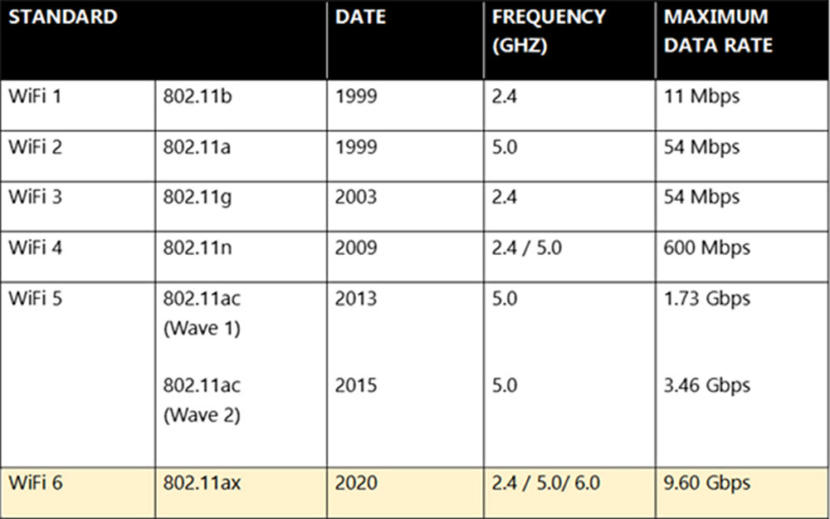 STANDARD DATE FREQUENCY MAXIMUM
(GHZ) DATA RATE
WiFi 1 802.11b 1999 2.4 11 Mbps
WiFi 2 802.11a 1999 5.0 54 Mbps
WiFi 3 802.11g 2003 2.4 54 Mbps
WiFi 4 802.11n 2009 2.4 / 5.0 600 Mbps
WiFi 5 802.11ac 2013 5.0 1.73 Gbps
(Wave 1)
802.11ac 2015 5.0 3.46 Gbps
(Wave 2)
WiFi 6 802.11ax 2020 2.4 / 5.0/ 6.0 9.60 Gbps